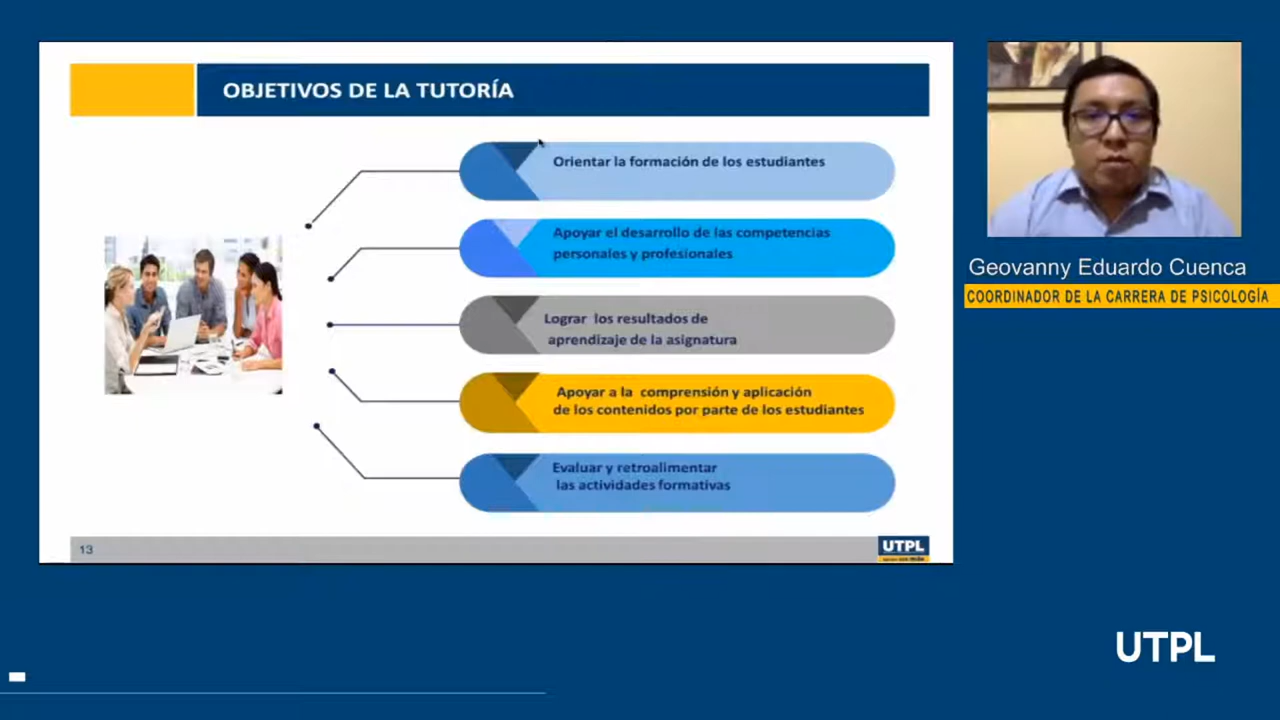 OBJETIVOS DE LA TUTORÍA
Orientar la formación de los estudiantes
Apoyar el desarrollo de las competencias
personales y profesionales
Lograr los resultados de
aprendizaje de la asignatura
Apoyar a la comprensión y aplicación
de los contenidos por parte de los estudiantes
Evaluar y retroalimentar
las actividades formativas
13
UTPL
Geovanny Eduardo Cuenca
COORDINADOR DE LA CARRERA DE PSICOLOGÍA
UTPL